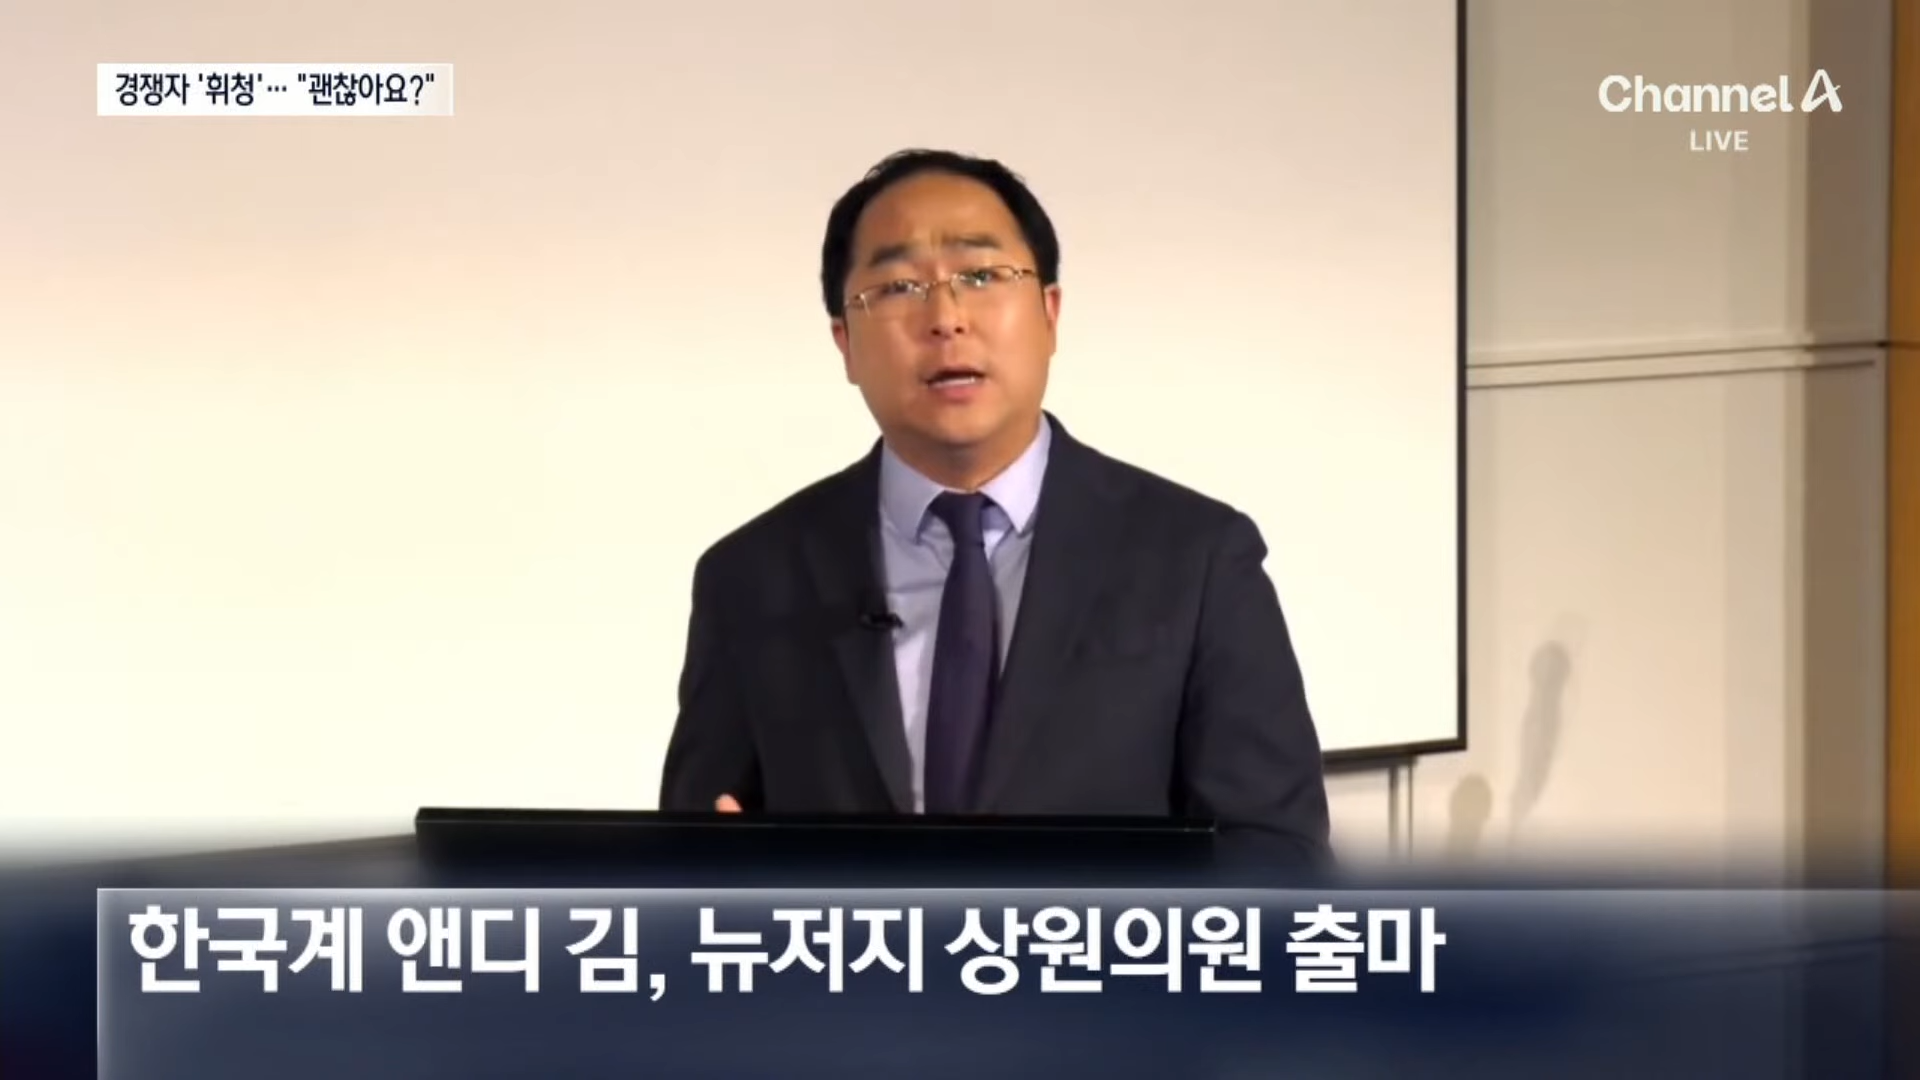 경쟁자 '휘청'… "괜찮아요?"
Channel A
LIVE
한국계 앤디 김, 뉴저지 상원의원 출마